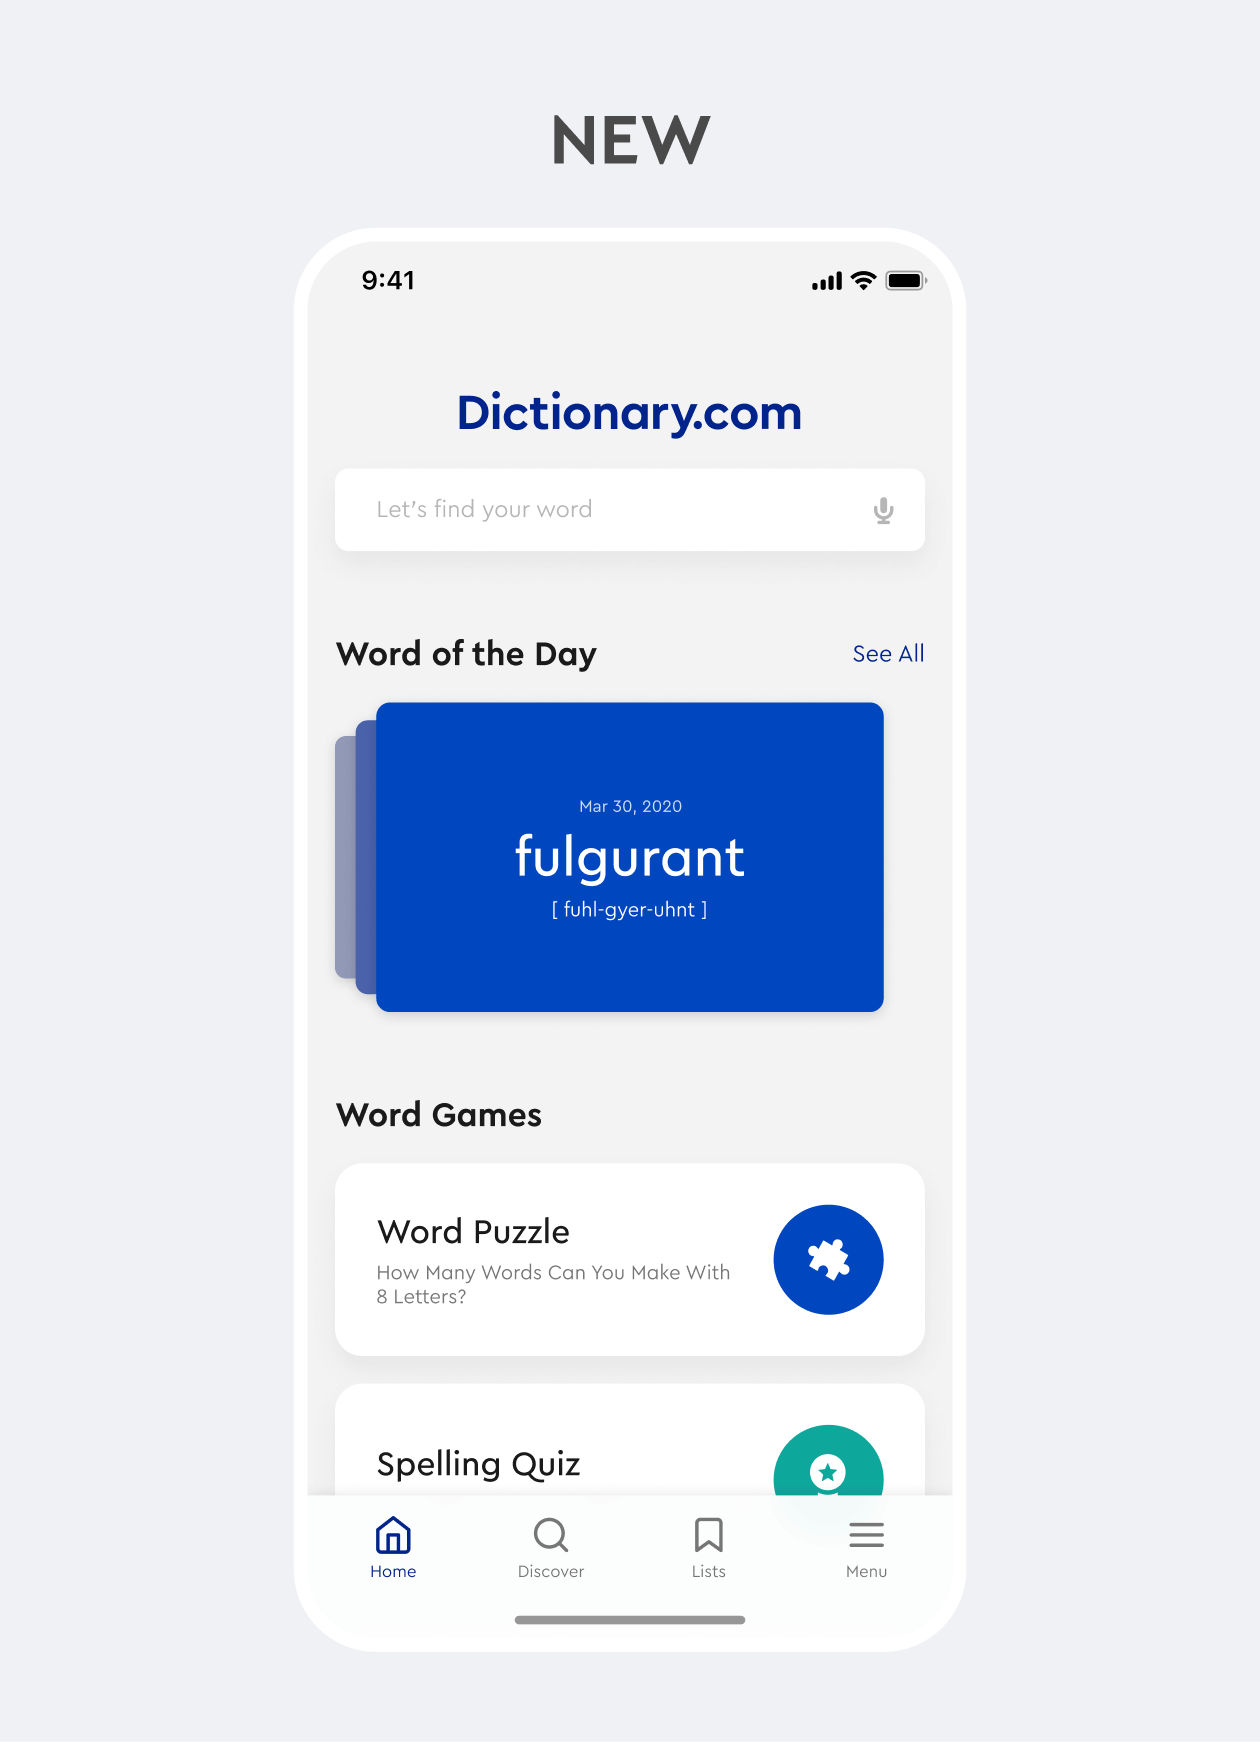 NEW
9:41
Dictionary.com
Let's find your word
Word of the Day
See All
Mar 30, 2020
fulgurant
[ fuhl-gyer-uhnt ]
Word Games
Word Puzzle
How Many Words Can You Make With
8 Letters?
Spelling Quiz
Home
Discover
Lists
Menu